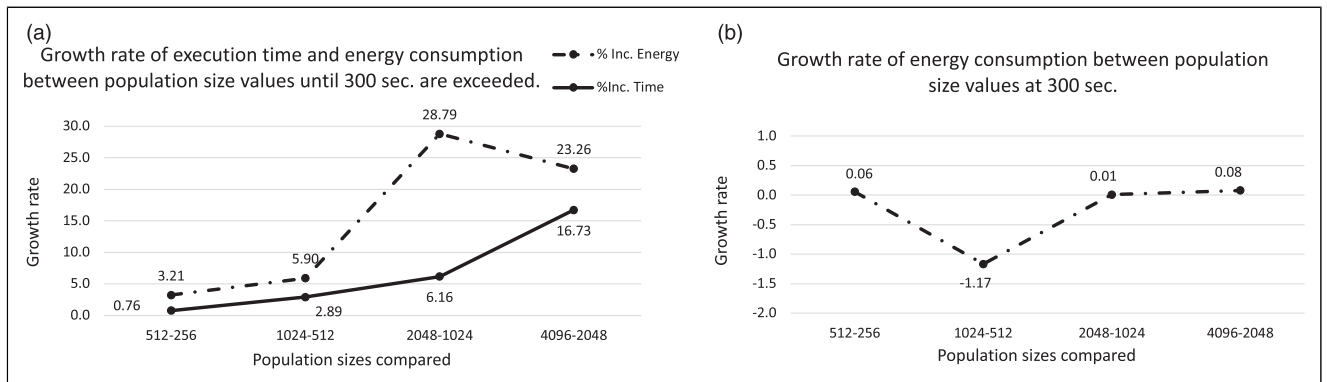 (a)
Growth rate of execution time and energy consumption
between population size values until 300 sec. are exceeded.
% Inc. Energy
%Inc. Time
Growth rate
30.0
25.0
20.0
15.0
10.0
5.0
0.0
3.21
5.90
28.79
23.26
0.76
2.89
6.16
16.73
512-256
1024-512
2048-1024
4096-2048
Population sizes compared
(b)
Growth rate of energy consumption between population
size values at 300 sec.
Growth rate
1.0
0.5
0.0
-0.5
-1.0
-1.5
-2.0
0.06
-1.17
0.01
0.08
512-256
1024-512
2048-1024
4096-2048
Population sizes compared